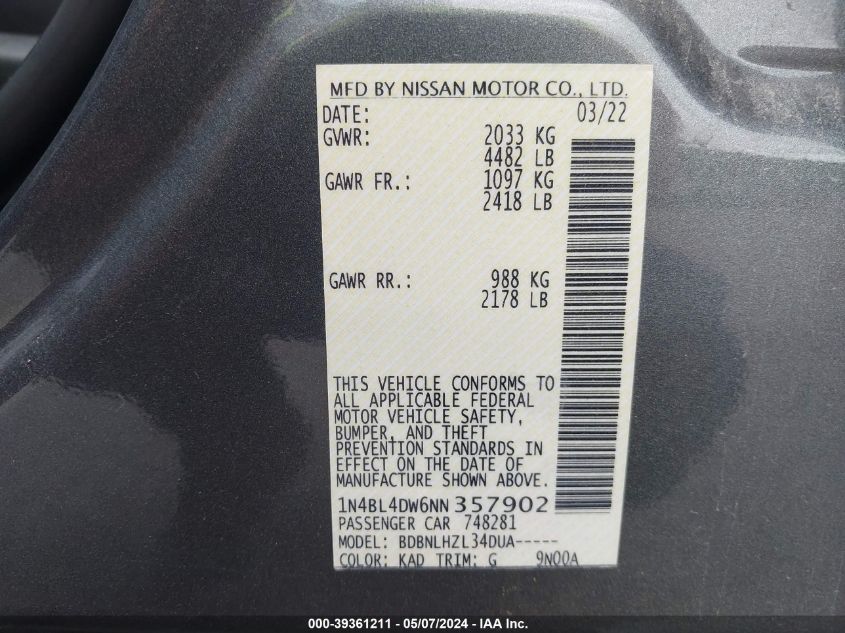 MFD BY NISSAN MOTOR CO., LTD.
DATE: 03/22
GVWR: 2033 KG
4482 LB
GAWR FR.: 1097 KG
2418 LB
GAWR RR.: 988 KG
2178 LB
THIS VEHICLE CONFORMS TO
ALL APPLICABLE FEDERAL
MOTOR VEHICLE SAFETY,
BUMPER, AND THEFT
PREVENTION STANDARDS IN
EFFECT ON THE DATE OF
MANUFACTURE SHOWN ABOVE.
1N4BL4DW6NN357902
PASSENGER CAR 748281
MODEL: BDBNLHZL34DUA-----
COLOR: KAD TRIM: G 9N00A
000-39361211 - 05/07/2024 - IAA Inc.